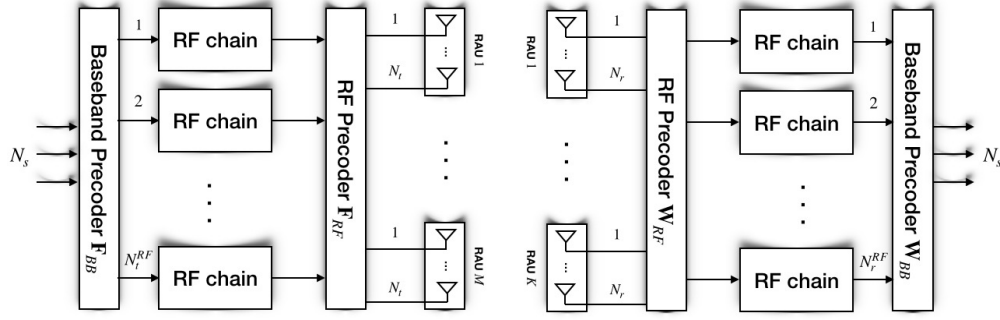 N_s
Baseband Precoder F_BB
1
RF chain
2
RF chain
N_t^RF
RF chain
RF Precoder F_RF
1
N_t
RAU 1
1
N_t
RAU M
RAU 1
1
N_r
RAU K
1
N_r
RF Precoder W_RF
RF chain
1
RF chain
2
RF chain
N_r^RF
Baseband Precoder W_BB
N_s